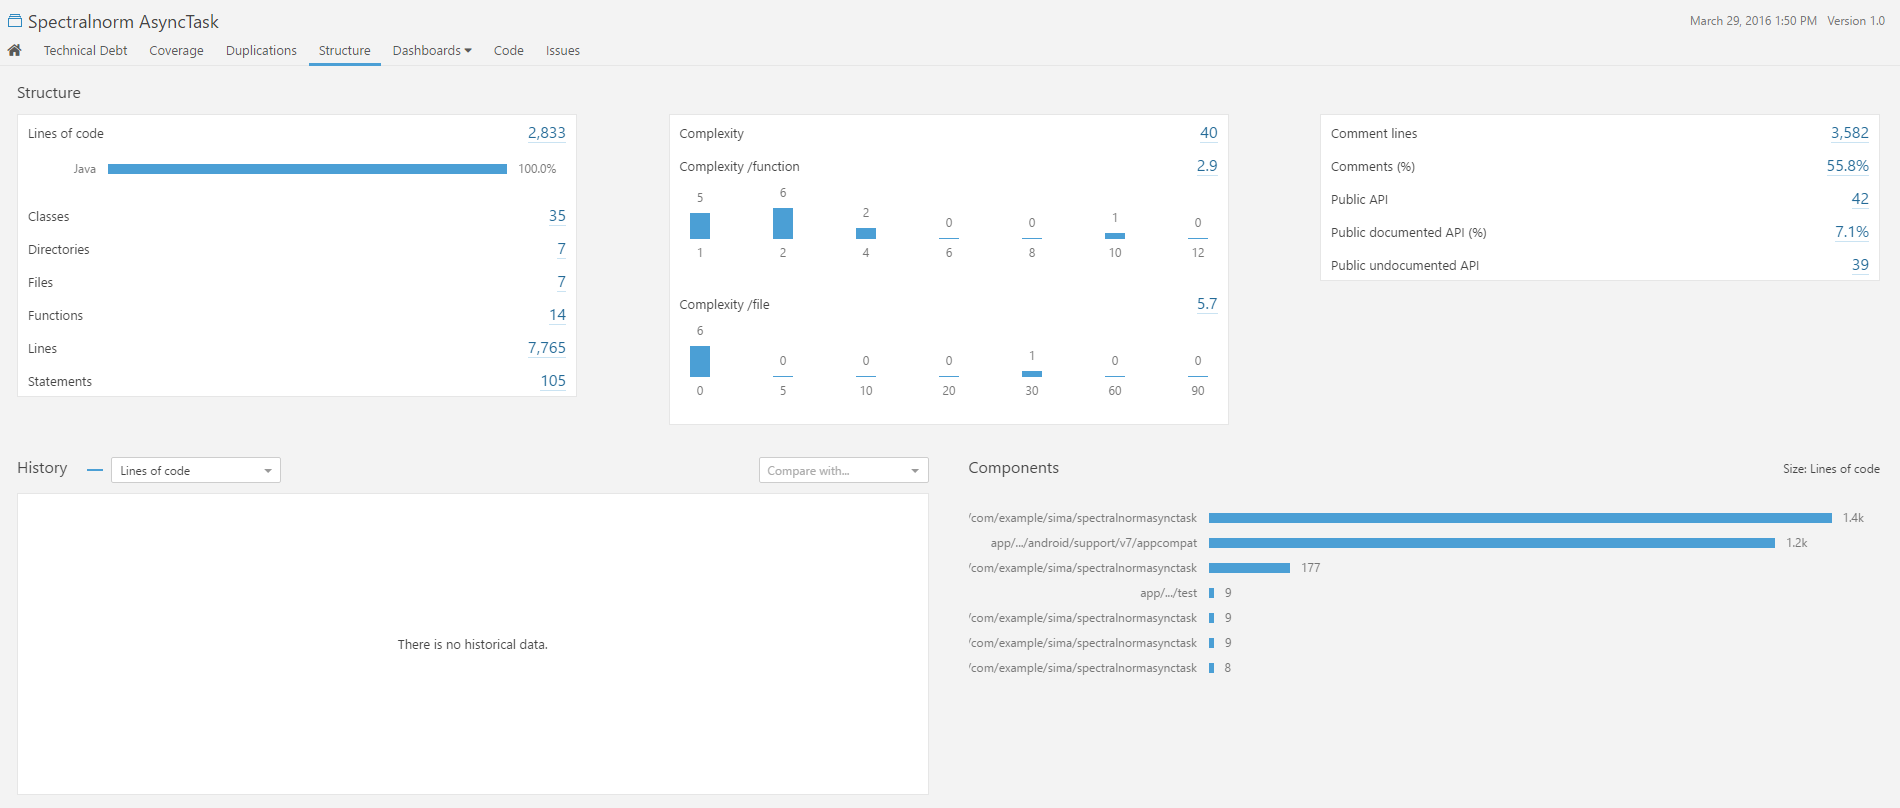 Spectralnorm AsyncTask
March 29, 2016 1:50 PM Version 1.0
Technical Debt Coverage Duplications Structure Dashboards Code Issues
Structure
Lines of code 2,833
Java 100.0%
Classes 35
Directories 7
Files 7
Functions 14
Lines 7,765
Statements 105
Complexity 40
Complexity /function 2.9
5 6 2 0 0 1 0
1 2 4 6 8 10 12
Complexity /file 5.7
6 0 0 0 1 0 0
0 5 10 20 30 60 90
Comment lines 3,582
Comments (%) 55.8%
Public API 42
Public documented API (%) 7.1%
Public undocumented API 39
History Lines of code Compare with...
There is no historical data.
Components Size: Lines of code
/com/example/sima/spectralnormasynctask 1.4k
app/.../android/support/v7/appcompat 1.2k
/com/example/sima/spectralnormasynctask 177
app/.../test 9
/com/example/sima/spectralnormasynctask 9
/com/example/sima/spectralnormasynctask 9
/com/example/sima/spectralnormasynctask 8